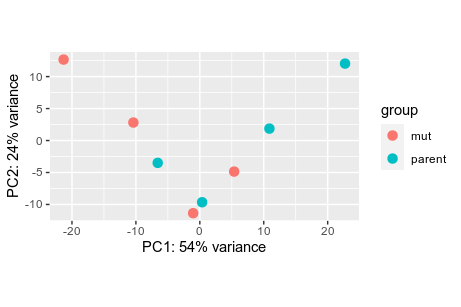 10
5
0
-5
-10
PC2: 24% variance
-20
-10
0
10
20
PC1: 54% variance
group
mut
parent